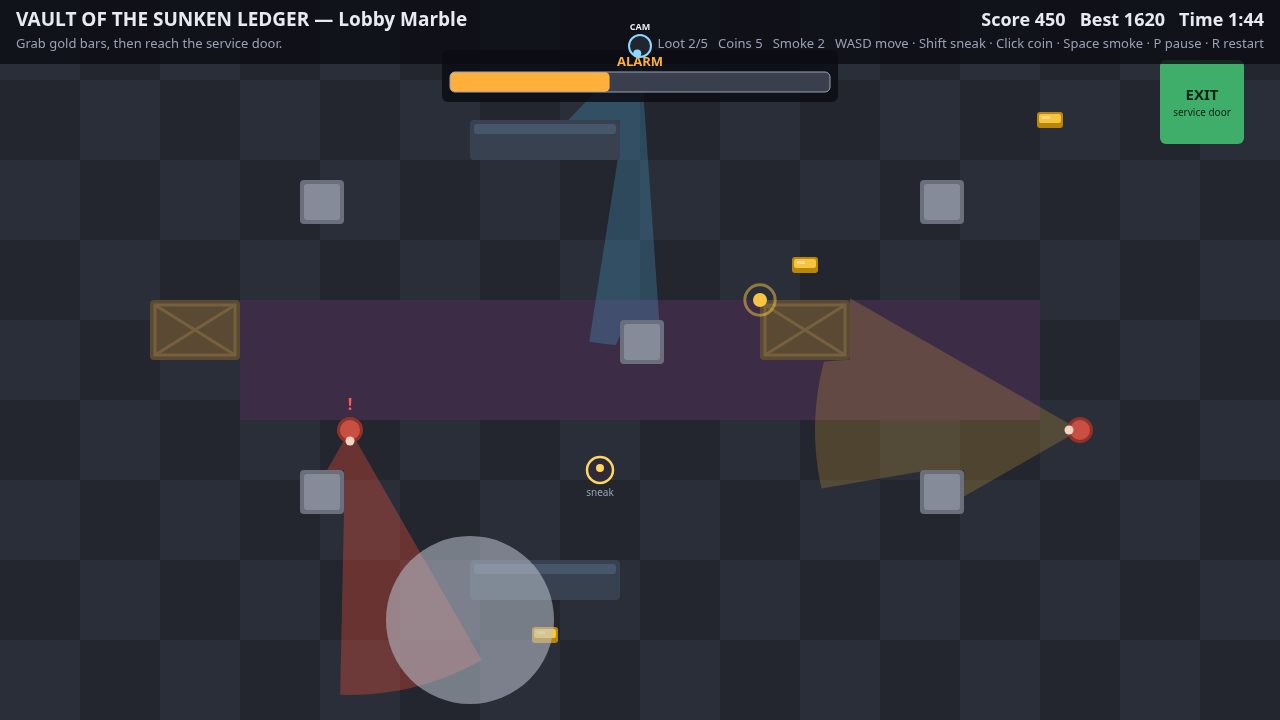 VAULT OF THE SUNKEN LEDGER — Lobby Marble
Score 450 Best 1620 Time 1:44
Grab gold bars, then reach the service door.
CAM
Loot 2/5 Coins 5 Smoke 2 WASD move · Shift sneak · Click coin · Space smoke · P pause · R restart
ALARM
EXIT
service door
!
sneak